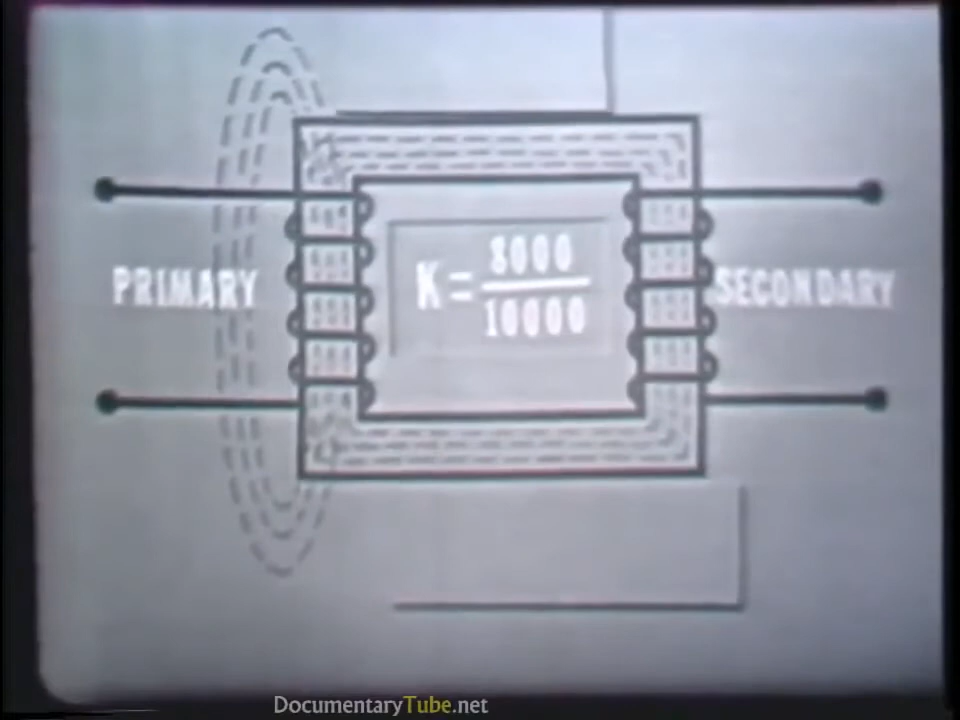 PRIMARY
K = 8000
10000
SECONDARY
DocumentaryTube.net